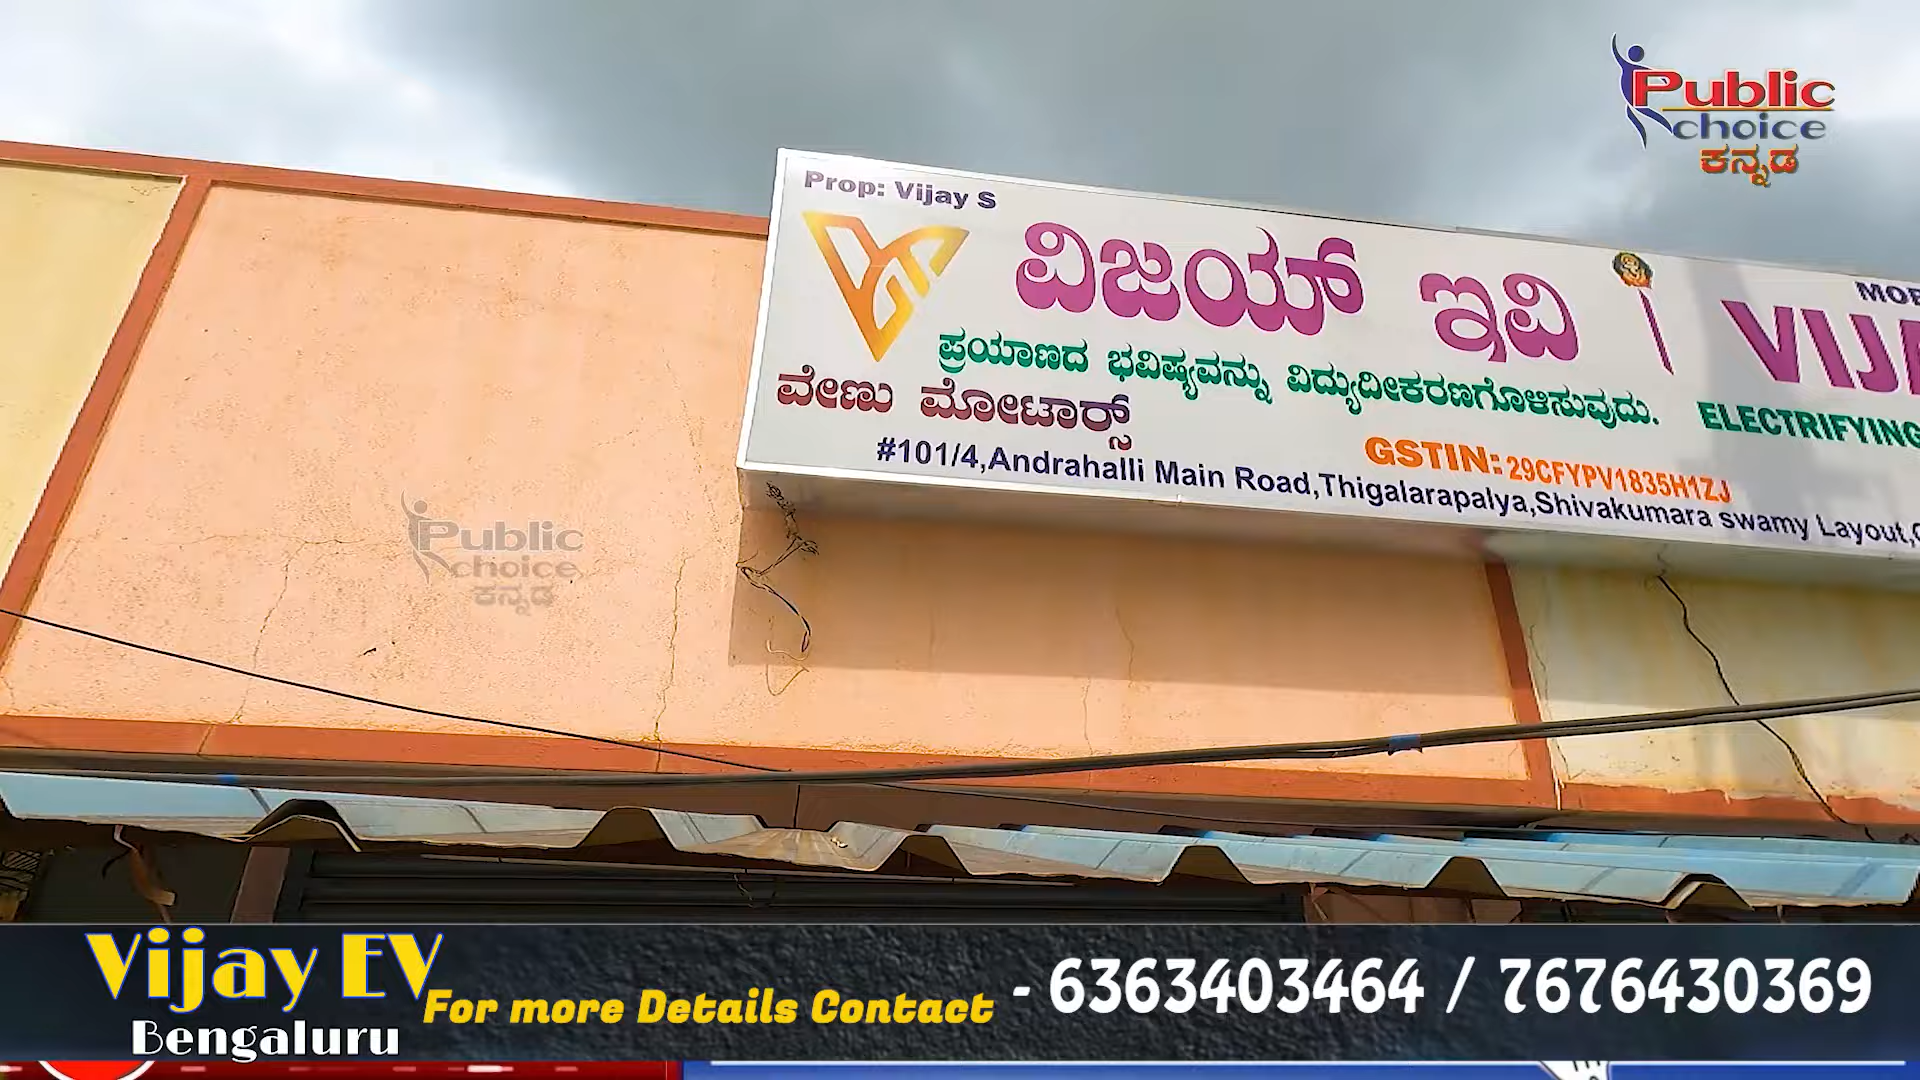 Public
choice
ಕನ್ನಡ
Prop: Vijay S
ವಿಜಯ್ ಇವಿ
ಪ್ರಯಾಣದ ಭವಿಷ್ಯವನ್ನು ವಿದ್ಯುದೀಕರಣಗೊಳಿಸುವುದು.
ELECTRIFYING
ವೇಣು ಮೋಟಾರ್ಸ್
GSTIN: 29CFYPV1835H1ZJ
#101/4,Andrahalli Main Road,Thigalarapalya,Shivakumara swamy Layout,
Public
choice
ಕನ್ನಡ
Vijay EV
Bengaluru
For more Details Contact - 6363403464 / 7676430369